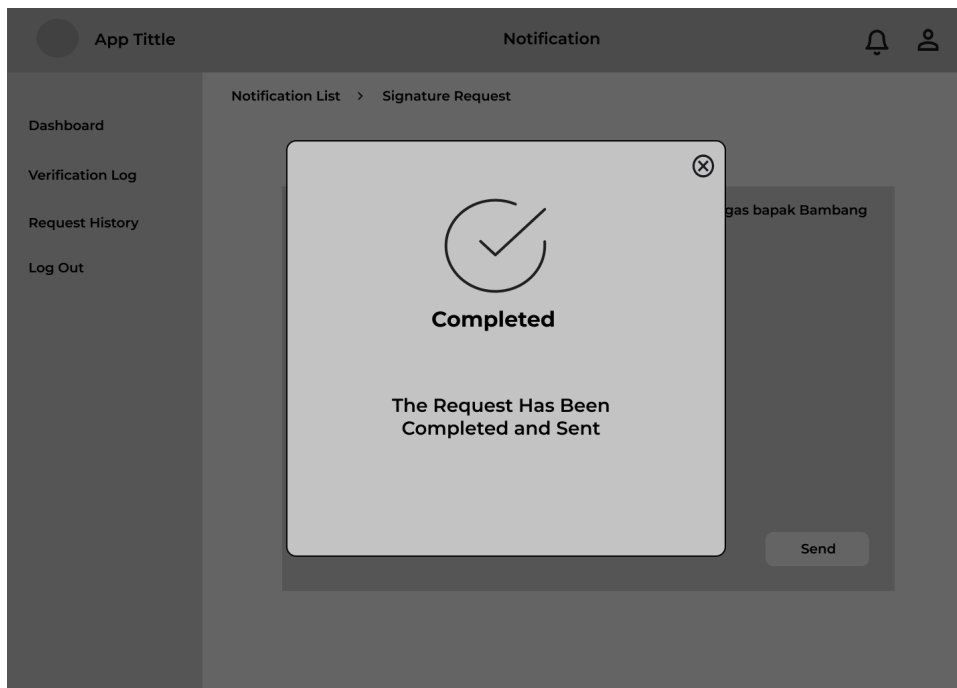 App Tittle
Notification
Notification List > Signature Request
Dashboard
Verification Log
Request History
Log Out
gas bapak Bambang
Completed
The Request Has Been
Completed and Sent
Send